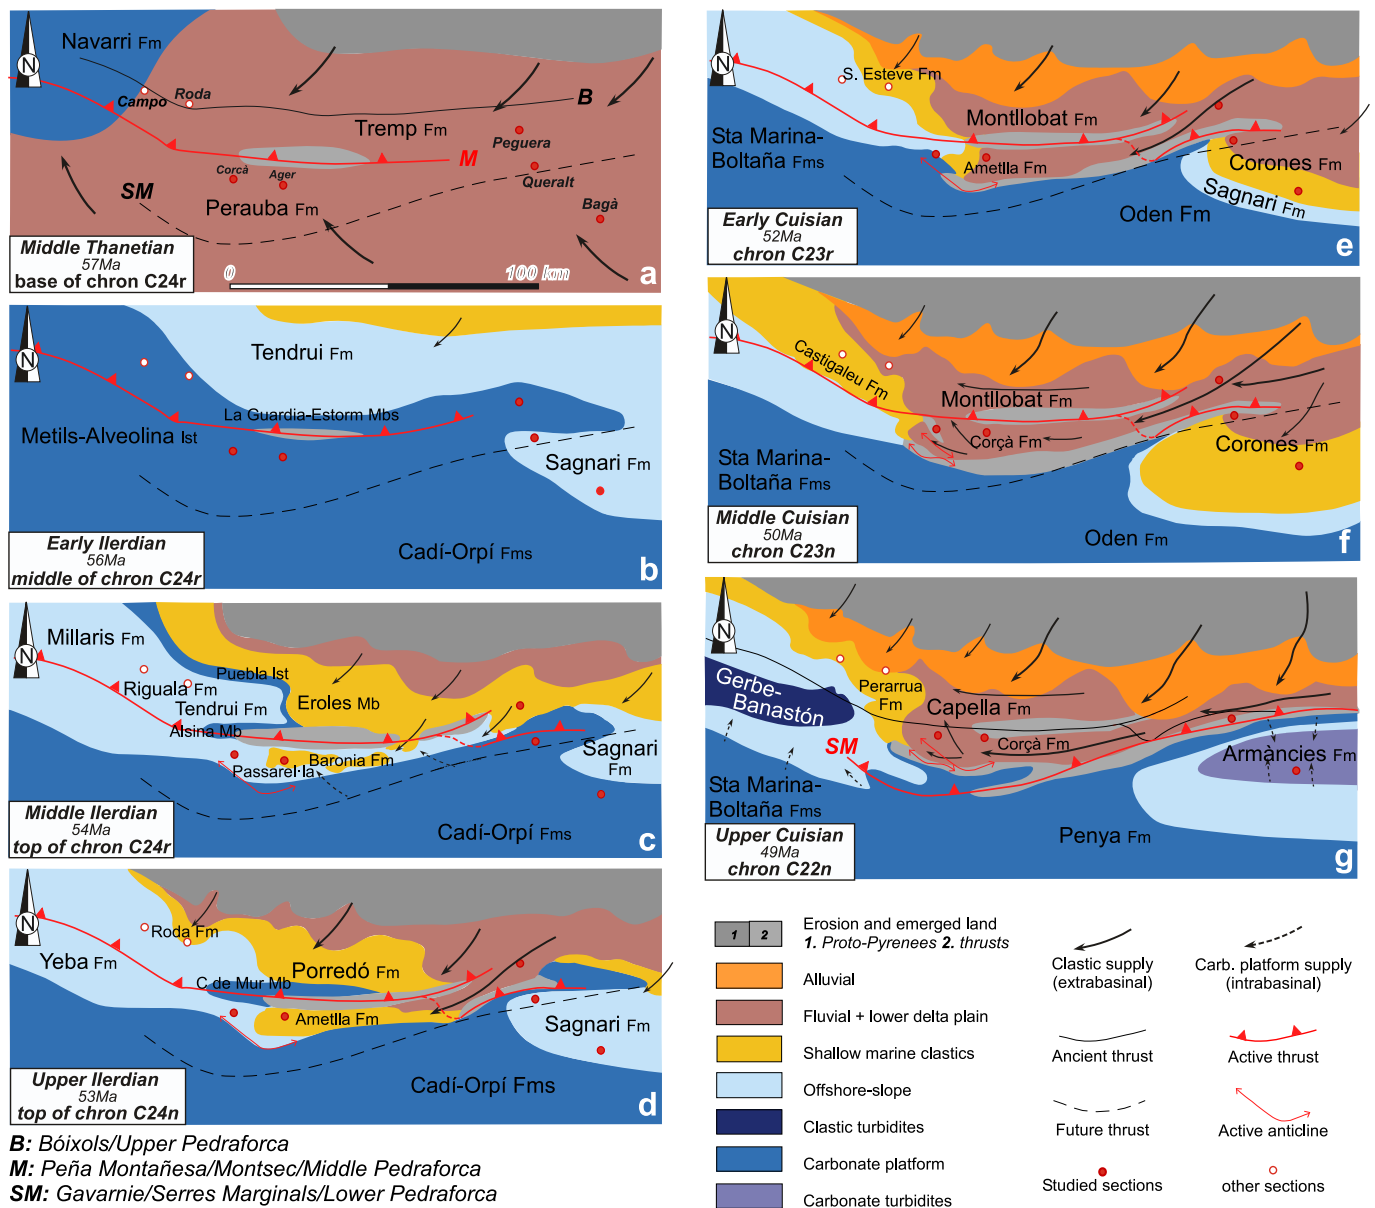 N
Navarri Fm
Campo
Roda
B
Tremp Fm
Peguera
M
Corcà
Ager
Queralt
SM
Perauba Fm
Bagà
Middle Thanetian
57Ma
base of chron C24r
0
100 km
a
N
Tendrui Fm
La Guardia-Estorm Mbs
Metils-Alveolina lst
Sagnari Fm
Early Ilerdian
56Ma
middle of chron C24r
Cadí-Orpí Fms
b
N
Millaris Fm
Puebla lst
Riguala Fm
Eroles Mb
Tendrui Fm
Alsina Mb
Baronia Fm
Sagnari
Fm
Passarel·la
Middle Ilerdian
54Ma
top of chron C24r
Cadí-Orpí Fms
c
N
Roda Fm
Yeba Fm
Porredó Fm
C de Mur Mb
Ametlla Fm
Sagnari Fm
Upper Ilerdian
53Ma
top of chron C24n
Cadí-Orpí Fms
d
B: Bóixols/Upper Pedraforca
M: Peña Montañesa/Montsec/Middle Pedraforca
SM: Gavarnie/Serres Marginals/Lower Pedraforca
N
S. Esteve Fm
Montllobat Fm
Sta Marina-
Boltaña Fms
Ametlla Fm
Corones Fm
Sagnari Fm
Oden Fm
Early Cuisian
52Ma
chron C23r
e
N
Castigaleu Fm
Montllobat Fm
Corçà Fm
Corones Fm
Sta Marina-
Boltaña Fms
Middle Cuisian
50Ma
chron C23n
Oden Fm
f
N
Gerbe-
Banastón
Perarrua
Fm
Capella Fm
Corçà Fm
SM
Armàncies Fm
Sta Marina-
Boltaña Fms
Penya Fm
Upper Cuisian
49Ma
chron C22n
g
1 2
Erosion and emerged land
1. Proto-Pyrenees 2. thrusts
Alluvial
Fluvial + lower delta plain
Shallow marine clastics
Offshore-slope
Clastic turbidites
Carbonate platform
Carbonate turbidites
Clastic supply
(extrabasinal)
Carb. platform supply
(intrabasinal)
Ancient thrust
Active thrust
Future thrust
Active anticline
Studied sections
other sections